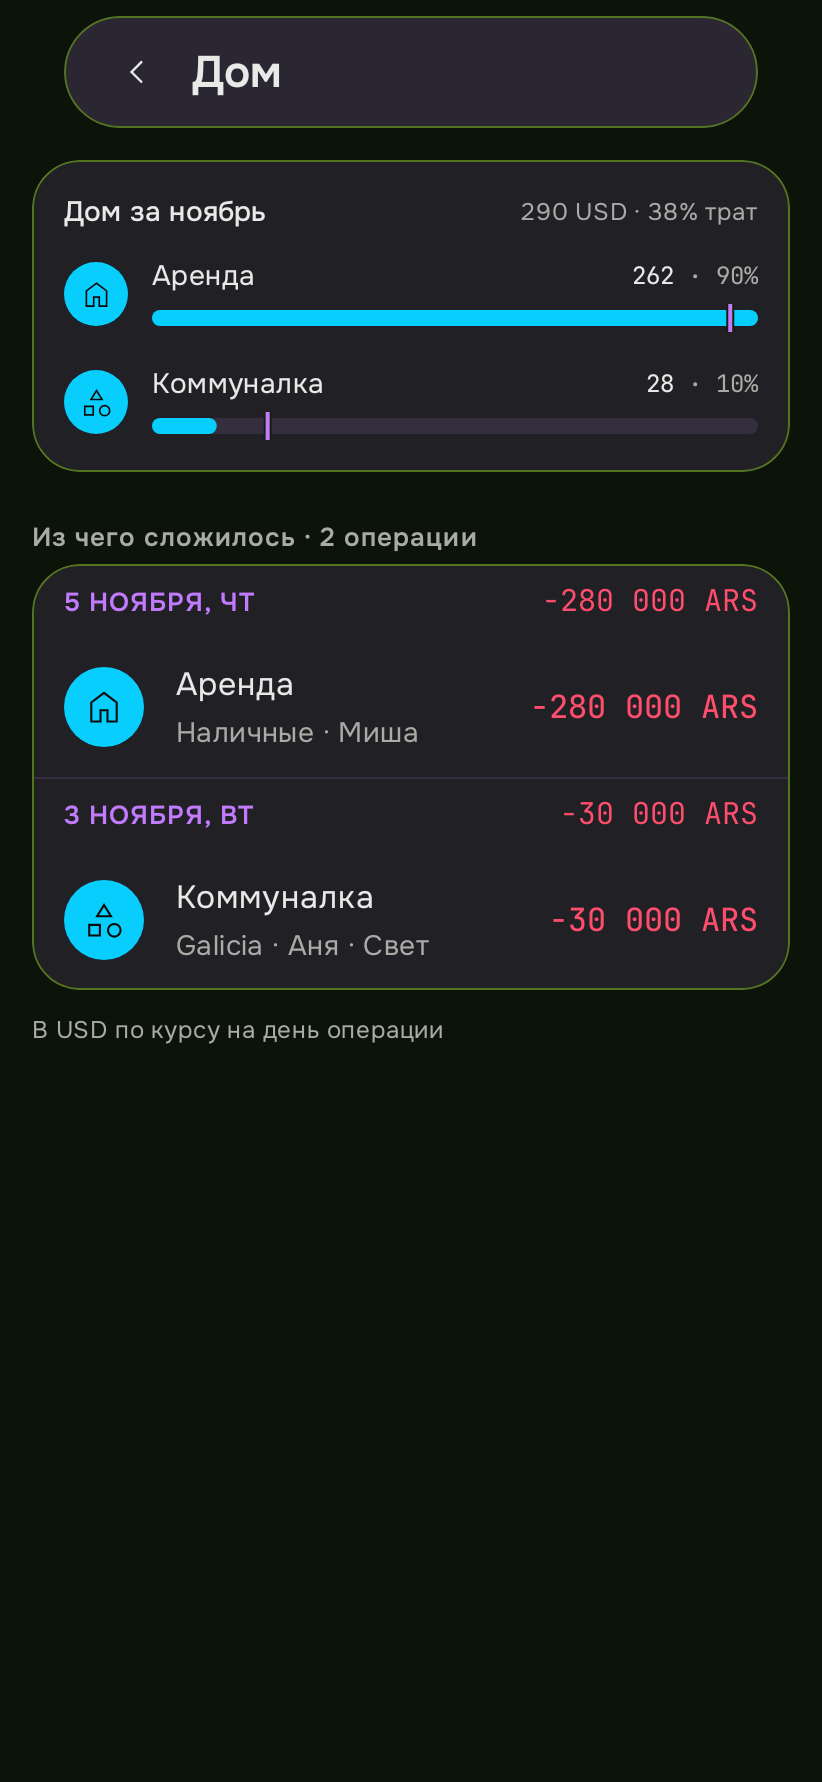 Дом
Дом за ноябрь 290 USD · 38% трат
Аренда 262 · 90%
Коммуналка 28 · 10%
Из чего сложилось · 2 операции
5 НОЯБРЯ, ЧТ -280 000 ARS
Аренда -280 000 ARS
Наличные · Миша
3 НОЯБРЯ, ВТ -30 000 ARS
Коммуналка -30 000 ARS
Galicia · Аня · Свет
В USD по курсу на день операции